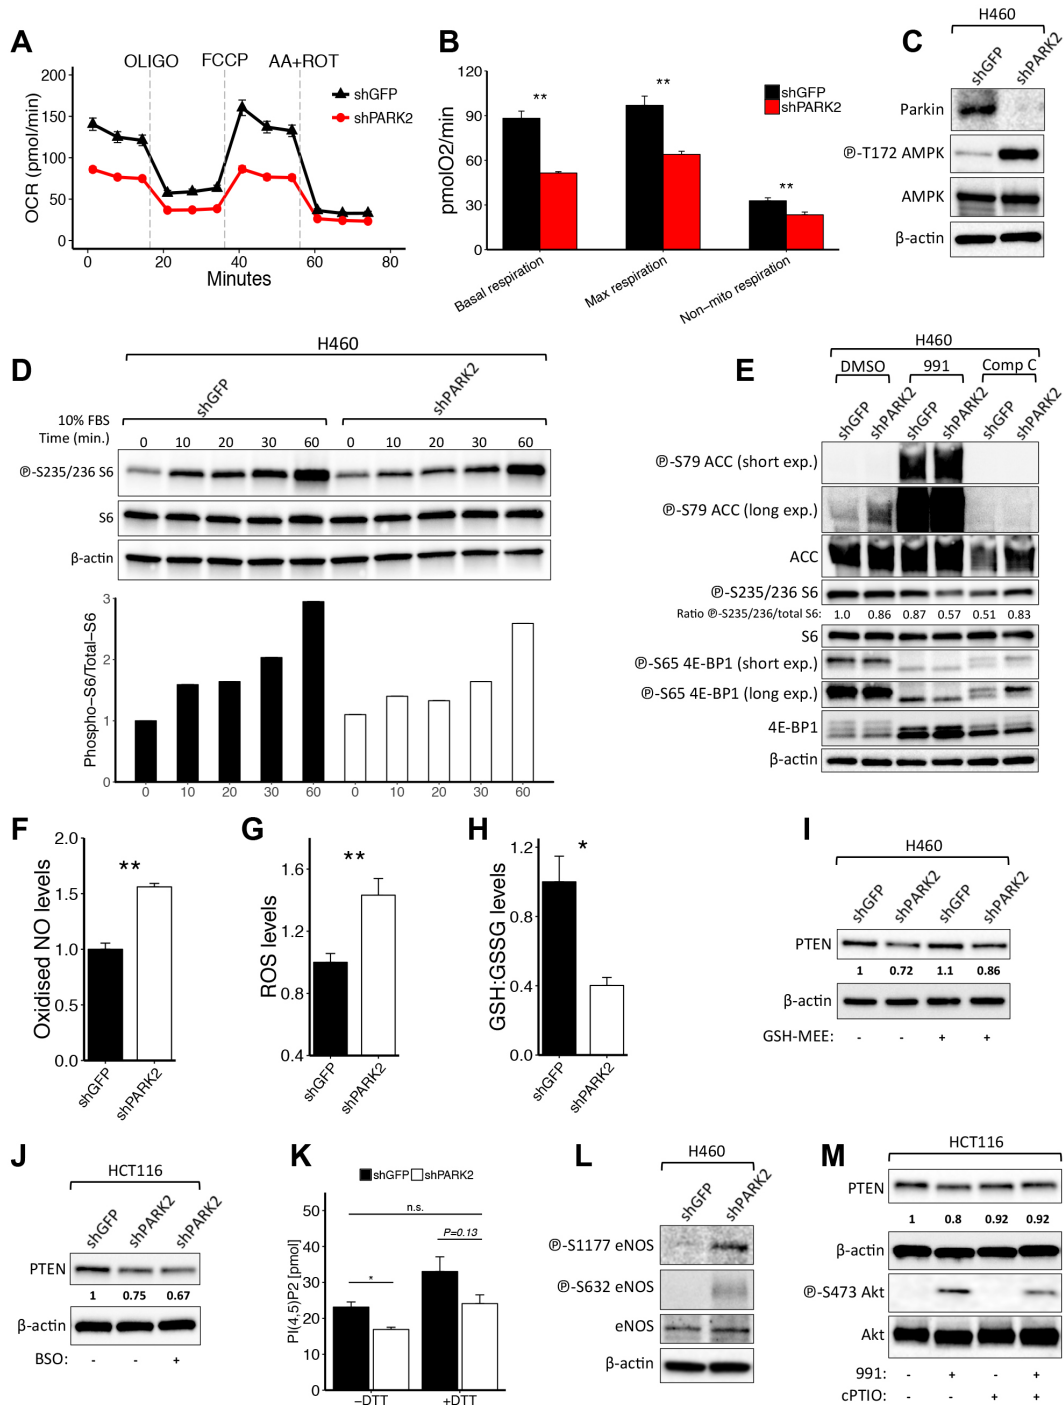 A
OLIGO FCCP AA+ROT
OCR (pmol/min)
200
150
100
50
0
shGFP
shPARK2
0 20 40 60 80
Minutes
B
pmolO2/min
120
90
60
30
0
** ** **
shGFP
shPARK2
Basal respiration
Max respiration
Non−mito respiration
C
H460
shGFP shPARK2
Parkin
℗-T172 AMPK
AMPK
β-actin
D
H460
shGFP shPARK2
10% FBS
Time (min.) 0 10 20 30 60 0 10 20 30 60
℗-S235/236 S6
S6
β-actin
Phospho−S6/Total−S6
3
2
1
0
0 10 20 30 60 0 10 20 30 60
E
H460
DMSO 991 Comp C
shGFP shPARK2 shGFP shPARK2 shGFP shPARK2
℗-S79 ACC (short exp.)
℗-S79 ACC (long exp.)
ACC
℗-S235/236 S6
Ratio ℗-S235/236/total S6: 1.0 0.86 0.87 0.57 0.51 0.83
S6
℗-S65 4E-BP1 (short exp.)
℗-S65 4E-BP1 (long exp.)
4E-BP1
β-actin
F
Oxidised NO levels
2.0
1.5
1.0
0.5
0.0
**
shGFP shPARK2
G
ROS levels
1.6
1.2
0.8
0.4
**
shGFP shPARK2
H
GSH:GSSG levels
1.2
0.8
0.4
0.0
*
shGFP shPARK2
I
H460
shGFP shPARK2 shGFP shPARK2
PTEN
1 0.72 1.1 0.86
β-actin
GSH-MEE: - - + +
J
HCT116
shGFP shPARK2 shPARK2
PTEN
1 0.75 0.67
β-actin
BSO: - - +
K
shGFP shPARK2
PI(4,5)P2 [pmol]
50
40
30
20
10
0
n.s.
P=0.13
*
−DTT +DTT
L
H460
shGFP shPARK2
℗-S1177 eNOS
℗-S632 eNOS
eNOS
β-actin
M
HCT116
PTEN
1 0.8 0.92 0.92
β-actin
℗-S473 Akt
Akt
991: - + - +
cPTIO: - - + +